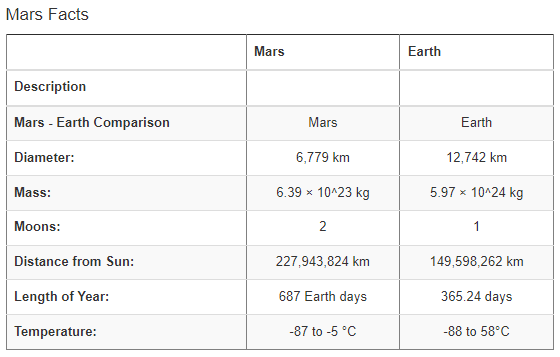 Mars Facts
Mars Earth
Description
Mars - Earth Comparison Mars Earth
Diameter: 6,779 km 12,742 km
Mass: 6.39 × 10^23 kg 5.97 × 10^24 kg
Moons: 2 1
Distance from Sun: 227,943,824 km 149,598,262 km
Length of Year: 687 Earth days 365.24 days
Temperature: -87 to -5 °C -88 to 58°C